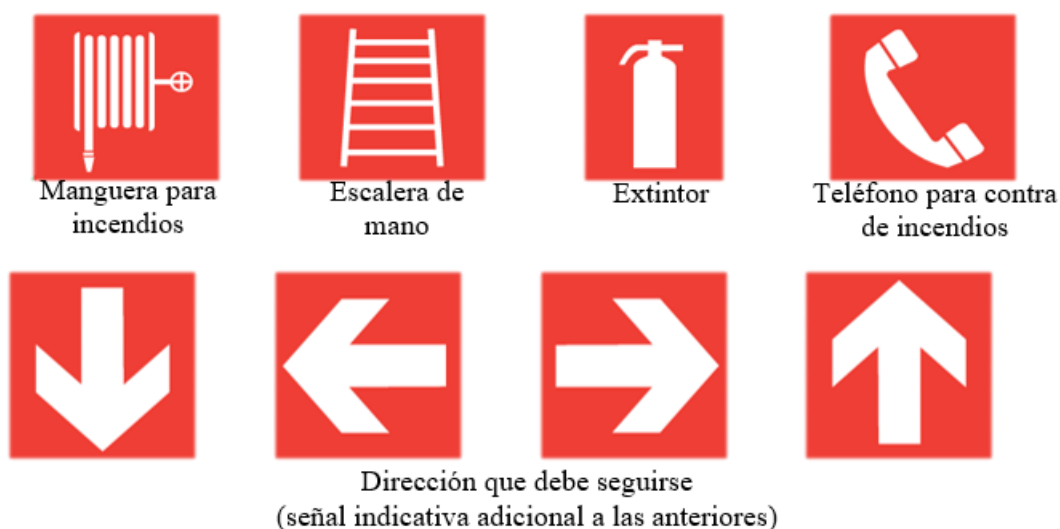 Manguera para
incendios
Escalera de
mano
Extintor
Teléfono para contra
de incendios
Dirección que debe seguirse
(señal indicativa adicional a las anteriores)